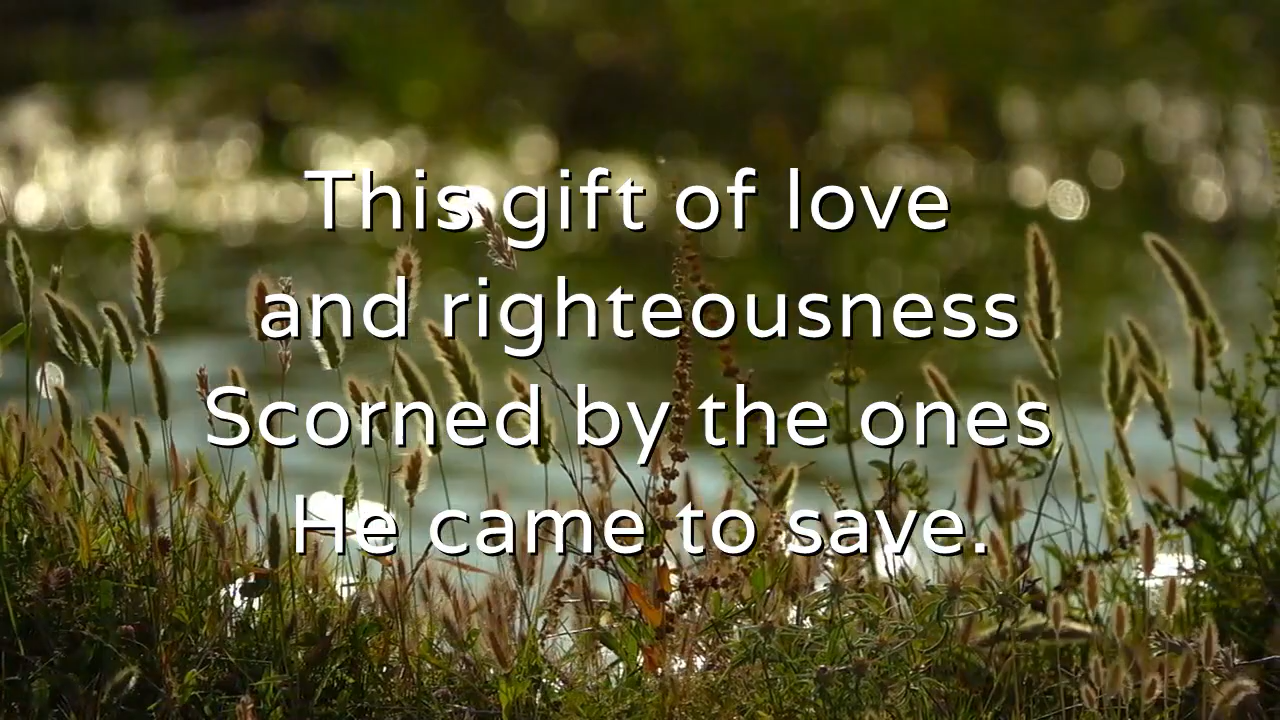 This gift of love
and righteousness
Scorned by the ones
He came to save.